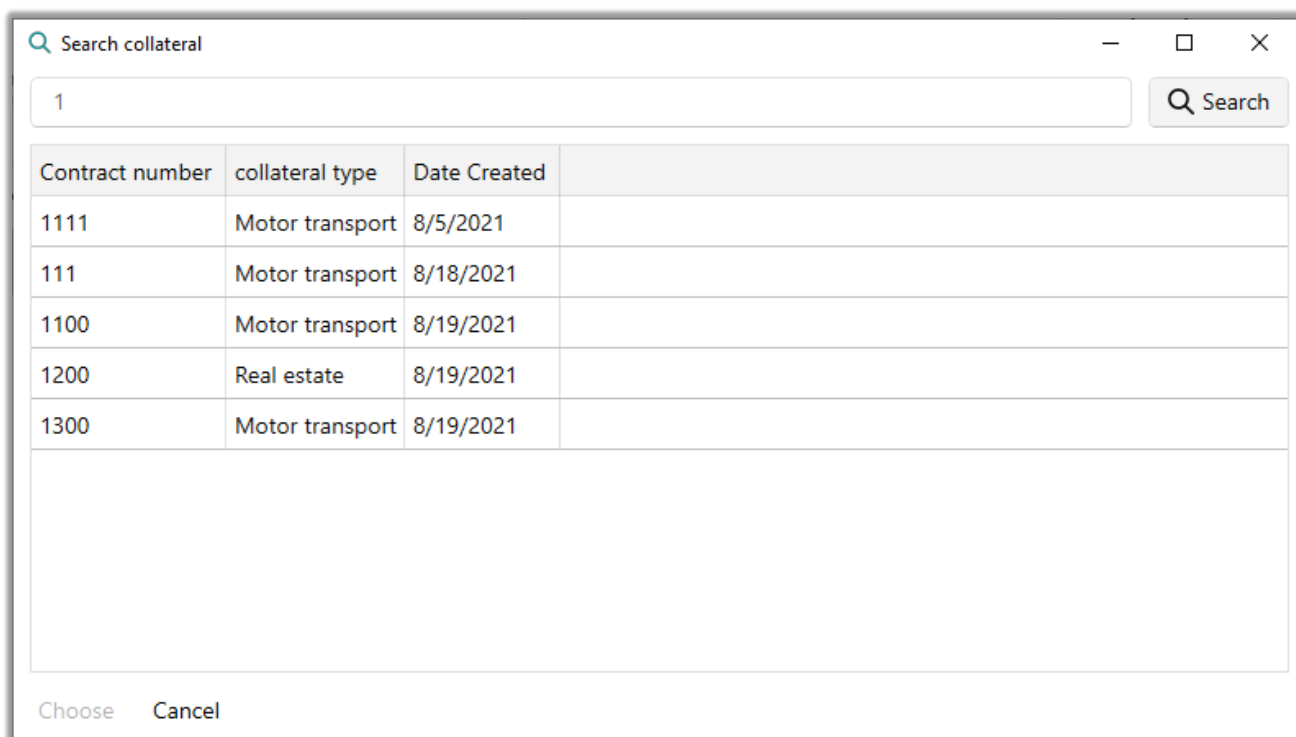 Search collateral
1
Search
Contract number collateral type Date Created
1111 Motor transport 8/5/2021
111 Motor transport 8/18/2021
1100 Motor transport 8/19/2021
1200 Real estate 8/19/2021
1300 Motor transport 8/19/2021
Choose Cancel